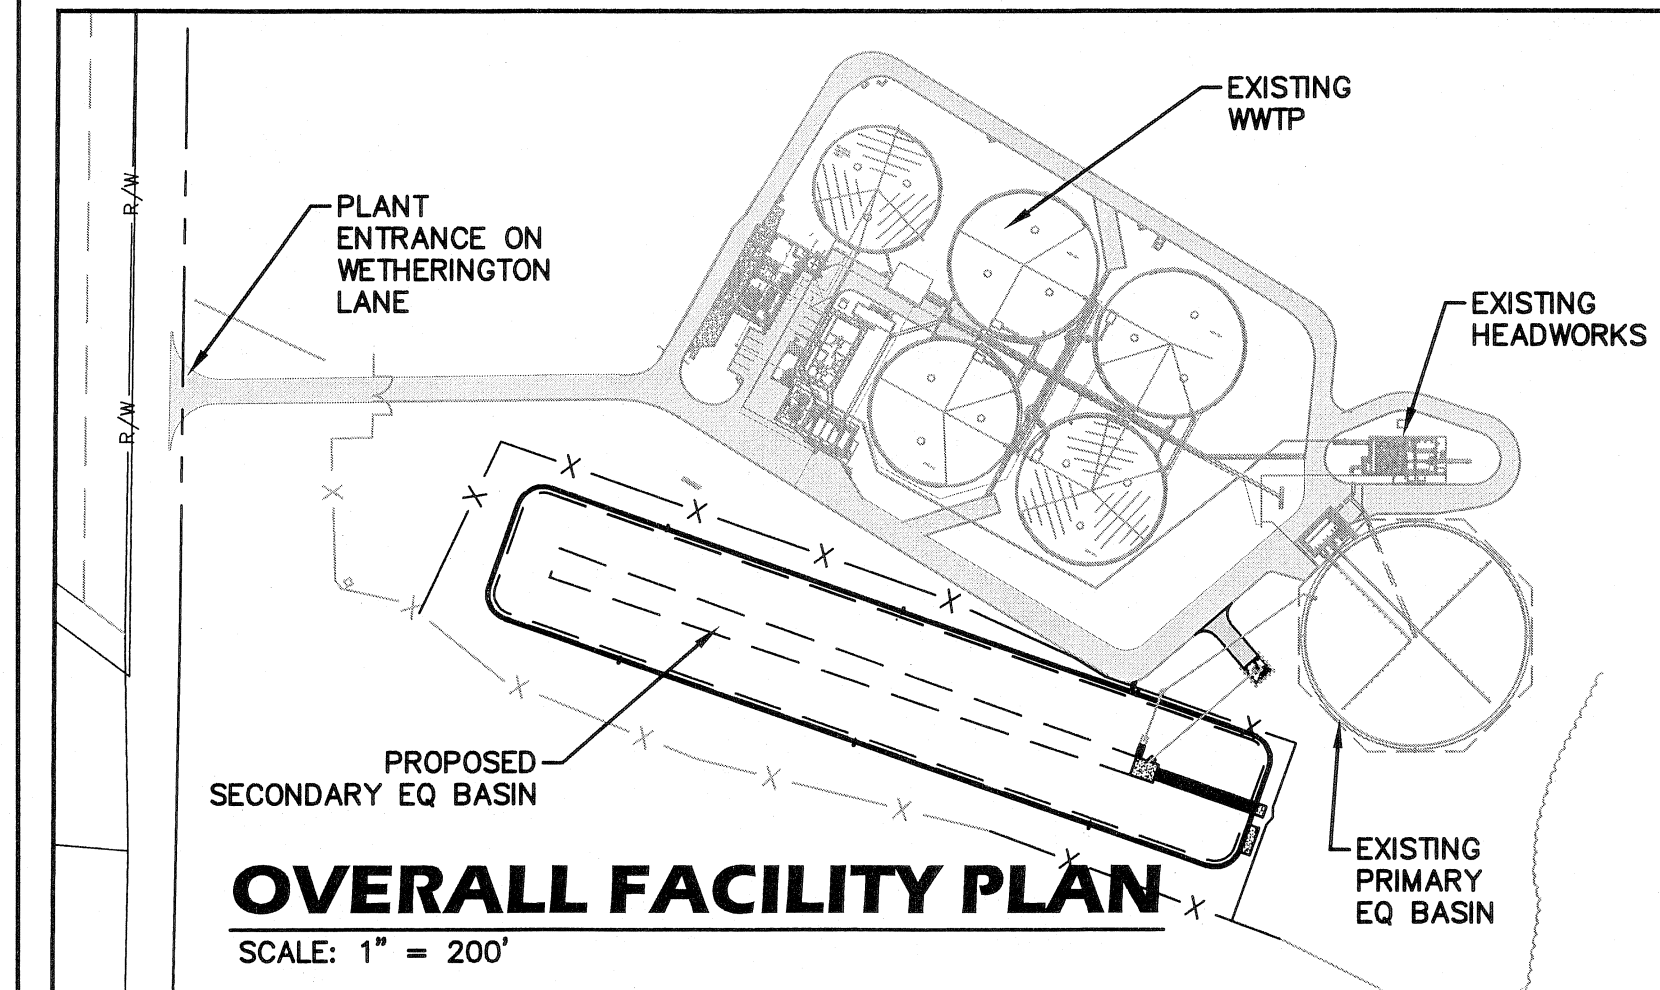 EXISTING
WWTP
R/W
PLANT
ENTRANCE ON
WETHERINGTON
LANE
EXISTING
HEADWORKS
R/W
PROPOSED
SECONDARY EQ BASIN
EXISTING
PRIMARY
EQ BASIN
OVERALL FACILITY PLAN
SCALE: 1" = 200'